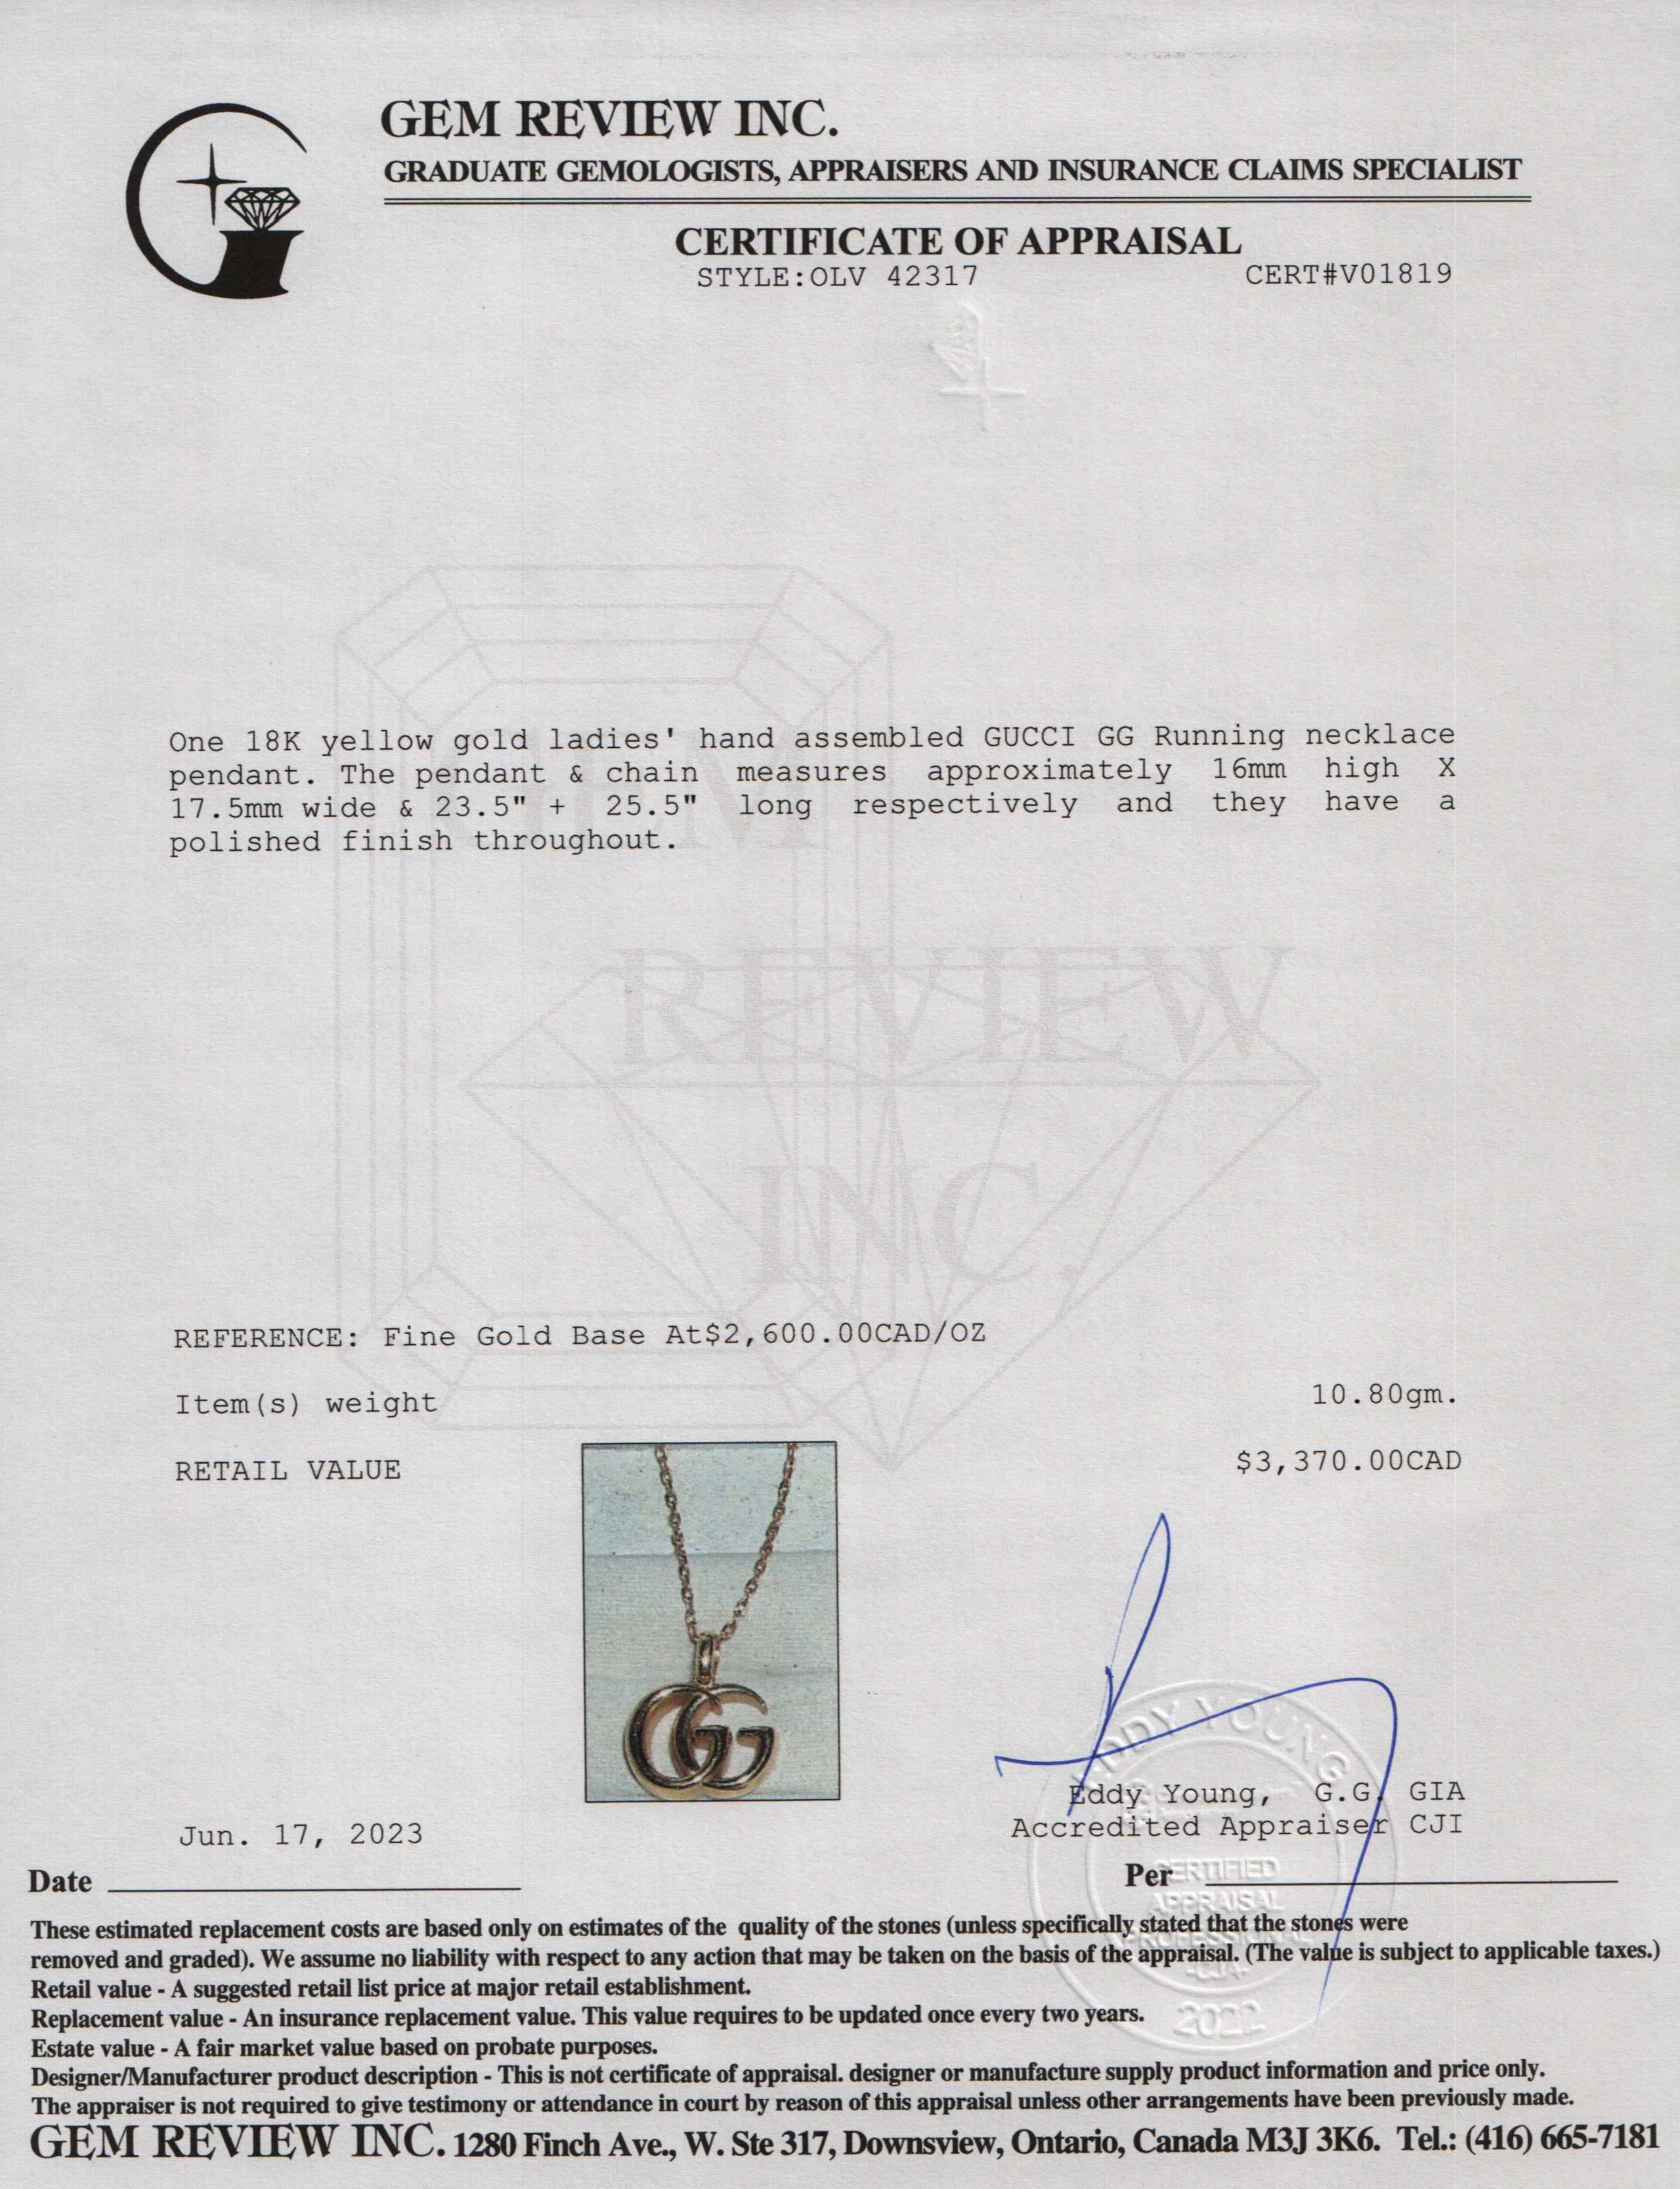 GEM REVIEW INC.
GRADUATE GEMOLOGISTS, APPRAISERS AND INSURANCE CLAIMS SPECIALIST
CERTIFICATE OF APPRAISAL
STYLE:OLV 42317 CERT#V01819
One 18K yellow gold ladies' hand assembled GUCCI GG Running necklace
pendant. The pendant & chain measures approximately 16mm high X
17.5mm wide & 23.5" + 25.5" long respectively and they have a
polished finish throughout.
REVIEW
INC.
REFERENCE: Fine Gold Base At$2,600.00CAD/OZ
Item(s) weight 10.80gm.
RETAIL VALUE $3,370.00CAD
GG
EDDY YOUNG
Eddy Young, G.G. GIA
Accredited Appraiser CJI
Jun. 17, 2023
Date
Per
CERTIFIED
APPRAISAL
PROFESSIONAL
2022
These estimated replacement costs are based only on estimates of the quality of the stones (unless specifically stated that the stones were
removed and graded). We assume no liability with respect to any action that may be taken on the basis of the appraisal. (The value is subject to applicable taxes.)
Retail value - A suggested retail list price at major retail establishment.
Replacement value - An insurance replacement value. This value requires to be updated once every two years.
Estate value - A fair market value based on probate purposes.
Designer/Manufacturer product description - This is not certificate of appraisal. designer or manufacture supply product information and price only.
The appraiser is not required to give testimony or attendance in court by reason of this appraisal unless other arrangements have been previously made.
GEM REVIEW INC. 1280 Finch Ave., W. Ste 317, Downsview, Ontario, Canada M3J 3K6. Tel.: (416) 665-7181